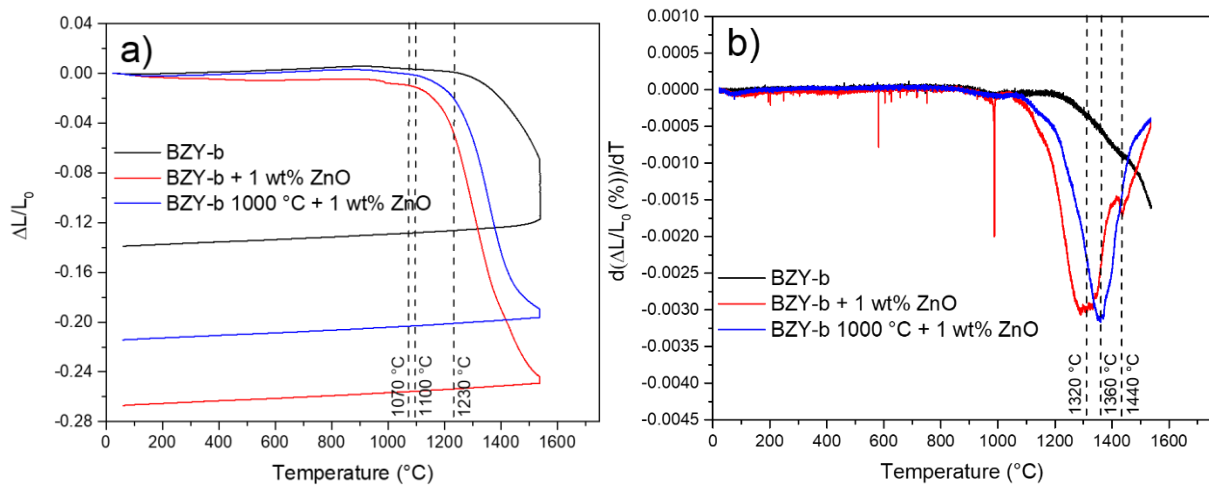 a)
0.04
0.00
-0.04
-0.08
-0.12
-0.16
-0.20
-0.24
-0.28
ΔL/L₀
BZY-b
BZY-b + 1 wt% ZnO
BZY-b 1000 °C + 1 wt% ZnO
1070 °C
1100 °C
1230 °C
0 200 400 600 800 1000 1200 1400 1600
Temperature (°C)
b)
0.0010
0.0005
0.0000
-0.0005
-0.0010
-0.0015
-0.0020
-0.0025
-0.0030
-0.0035
-0.0040
-0.0045
d(ΔL/L₀ (%))/dT
BZY-b
BZY-b + 1 wt% ZnO
BZY-b 1000 °C + 1 wt% ZnO
1320 °C
1360 °C
1440 °C
0 200 400 600 800 1000 1200 1400 1600
Temperature (°C)